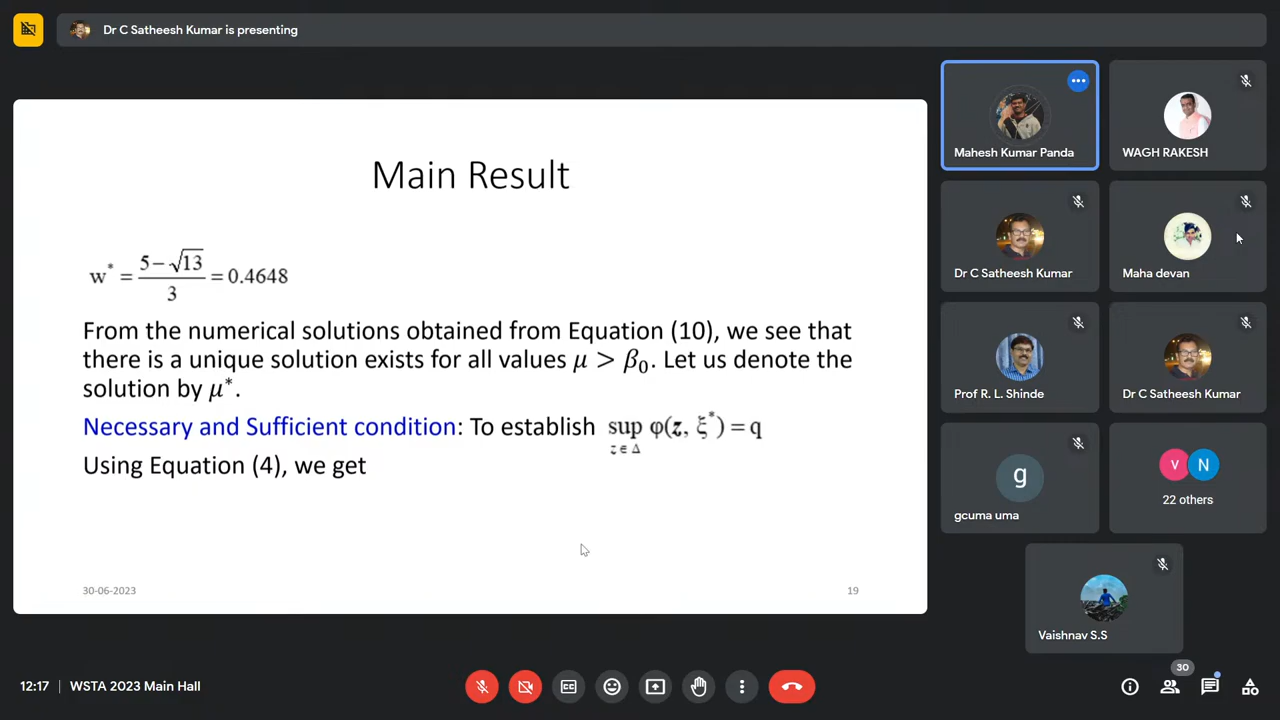 Dr C Satheesh Kumar is presenting
Main Result
w* = (5 − √13)/3 = 0.4648
From the numerical solutions obtained from Equation (10), we see that
there is a unique solution exists for all values μ > β₀. Let us denote the
solution by μ*.
Necessary and Sufficient condition: To establish sup φ(z, ξ*) = q
z ∈ Δ
Using Equation (4), we get
30-06-2023
19
Mahesh Kumar Panda
WAGH RAKESH
Dr C Satheesh Kumar
Maha devan
Prof R. L. Shinde
Dr C Satheesh Kumar
g
gcuma uma
V
N
22 others
Vaishnav S.S
12:17 | WSTA 2023 Main Hall
CC
30